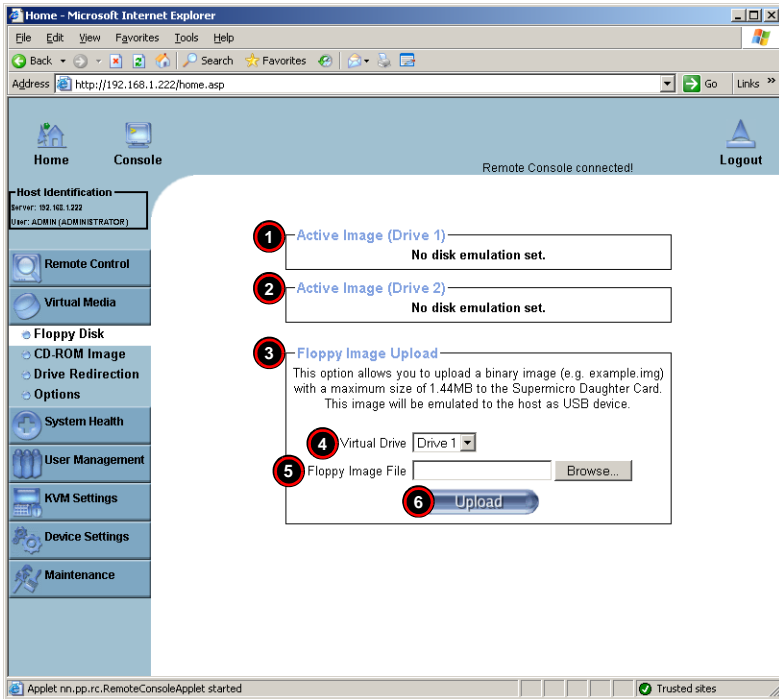 Home - Microsoft Internet Explorer
File Edit View Favorites Tools Help
Back Search Favorites
Address http://192.168.1.222/home.asp Go Links »
Home Console Logout
Remote Console connected!
Host Identification
Server: 192.168.1.222
User: ADMIN (ADMINISTRATOR)
Remote Control
Virtual Media
Floppy Disk
CD-ROM Image
Drive Redirection
Options
System Health
User Management
KVM Settings
Device Settings
Maintenance
1 Active Image (Drive 1)
No disk emulation set.
2 Active Image (Drive 2)
No disk emulation set.
3 Floppy Image Upload
This option allows you to upload a binary image (e.g. example.img)
with a maximum size of 1.44MB to the Supermicro Daughter Card.
This image will be emulated to the host as USB device.
4 Virtual Drive Drive 1
5 Floppy Image File Browse...
6 Upload
Applet nn.pp.rc.RemoteConsoleApplet started Trusted sites